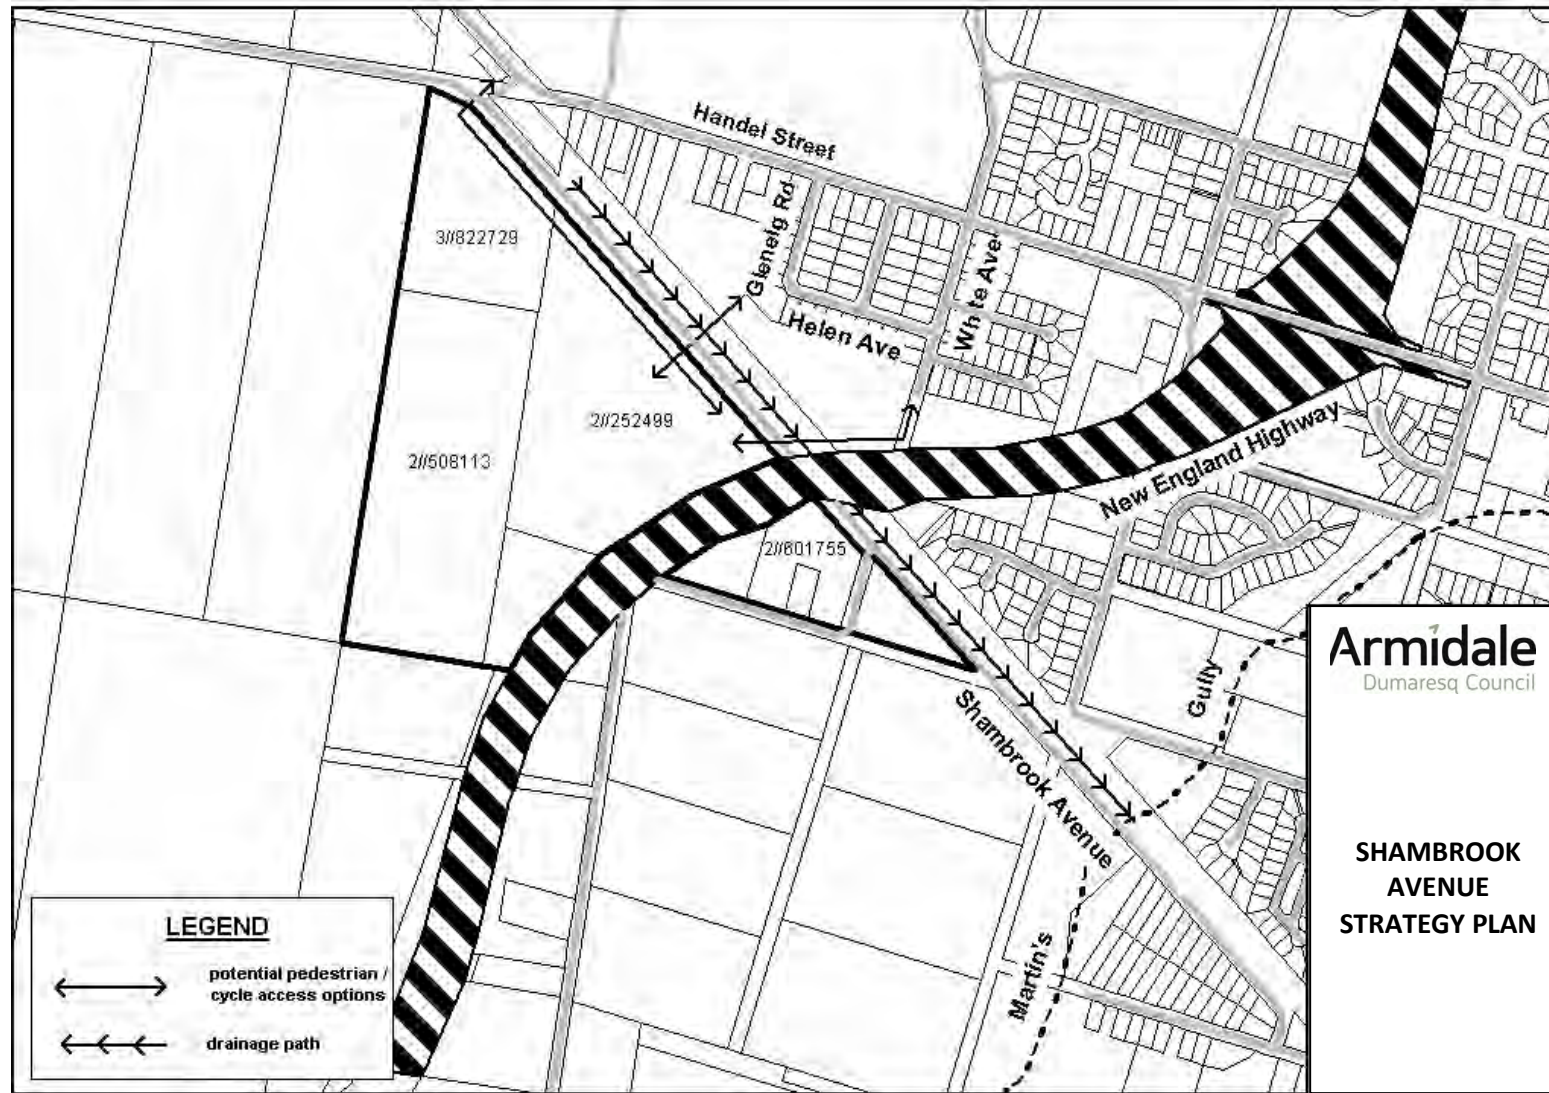 Handel Street
Glenelg Rd
Helen Ave
White Ave
3//822729
2//252499
2//508113
New England Highway
2//801755
Shambrook Avenue
Gully
Martin's
LEGEND
potential pedestrian /
cycle access options
drainage path
Armidale
Dumaresq Council
SHAMBROOK
AVENUE
STRATEGY PLAN